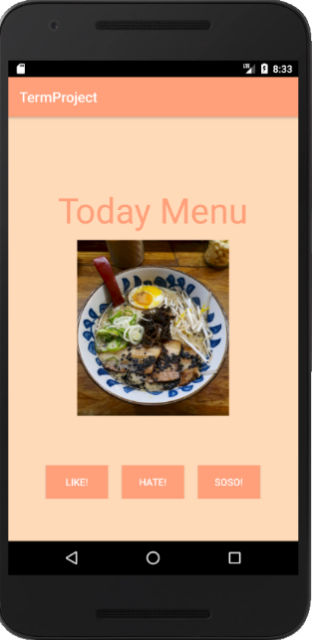 8:33
TermProject
Today Menu
LIKE!
HATE!
SOSO!